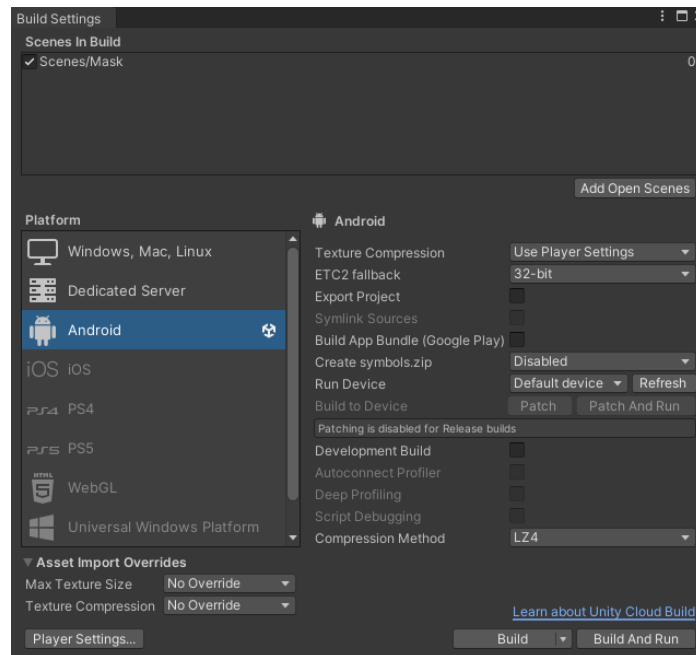 Build Settings
Scenes In Build
Scenes/Mask 0
Add Open Scenes
Platform
Windows, Mac, Linux
Dedicated Server
Android
iOS iOS
PS4 PS4
PS5 PS5
HTML 5 WebGL
Universal Windows Platform
Android
Texture Compression Use Player Settings
ETC2 fallback 32-bit
Export Project
Symlink Sources
Build App Bundle (Google Play)
Create symbols.zip Disabled
Run Device Default device Refresh
Build to Device Patch Patch And Run
Patching is disabled for Release builds
Development Build
Autoconnect Profiler
Deep Profiling
Script Debugging
Compression Method LZ4
Asset Import Overrides
Max Texture Size No Override
Texture Compression No Override
Learn about Unity Cloud Build
Player Settings... Build Build And Run